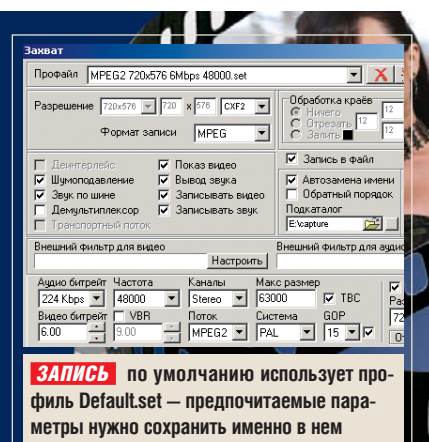 Захват
Профайл MPEG2 720x576 6Mbps 48000.set
Разрешение 720x576 720 x 576 CXF2
Формат записи MPEG
Обработка краёв
Ничего 12
Отрезать 12
Залить 12
Деинтерлейс Показ видео
Шумоподавление Вывод звука
Звук по шине Записывать видео
Демультиплексор Записывать звук
Транспортный поток
Запись в файл
Автозамена имени
Обратный порядок
Подкаталог
E:\capture
Внешний фильтр для видео Внешний фильтр для аудио
Настроить
Аудио битрейт Частота Каналы Макс размер
224 Kbps 48000 Stereo 63000 TBC
Видео битрейт VBR Поток Система GOP
6.00 9.00 MPEG2 PAL 15
72
ЗАПИСЬ по умолчанию использует про-
филь Default.set — предпочитаемые пара-
метры нужно сохранить именно в нем